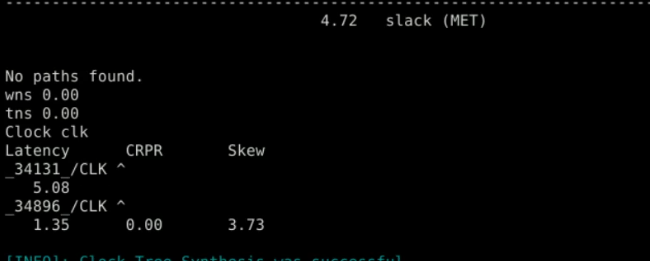 --------------------------------------------------------------------------------
4.72 slack (MET)
No paths found.
wns 0.00
tns 0.00
Clock clk
Latency CRPR Skew
_34131_/CLK ^
5.08
_34896_/CLK ^
1.35 0.00 3.73
[INFO]: Clock Tree Synthesis was successful